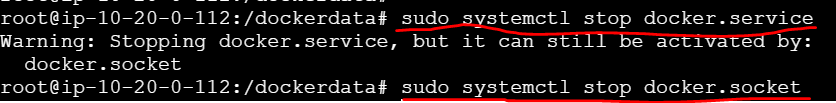 root@ip-10-20-0-112:/dockerdata# sudo systemctl stop docker.service
Warning: Stopping docker.service, but it can still be activated by:
  docker.socket
root@ip-10-20-0-112:/dockerdata# sudo systemctl stop docker.socket